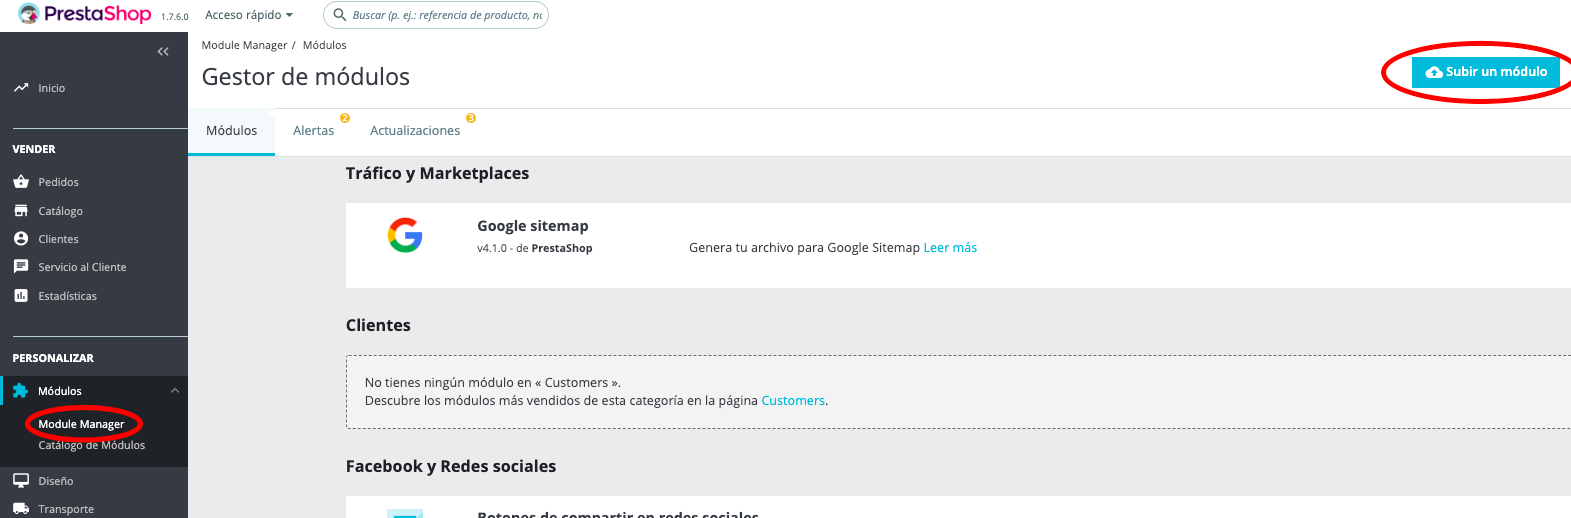 PrestaShop 1.7.6.0 Acceso rápido Buscar (p. ej.: referencia de producto, no
Module Manager / Módulos
Gestor de módulos
Subir un módulo
Módulos Alertas 2 Actualizaciones 3
Inicio
VENDER
Pedidos
Catálogo
Clientes
Servicio al Cliente
Estadísticas
PERSONALIZAR
Módulos
Module Manager
Catálogo de Módulos
Diseño
Transporte
Tráfico y Marketplaces
Google sitemap
v4.1.0 - de PrestaShop
Genera tu archivo para Google Sitemap Leer más
Clientes
No tienes ningún módulo en « Customers ».
Descubre los módulos más vendidos de esta categoría en la página Customers.
Facebook y Redes sociales
Botones de compartir en redes sociales